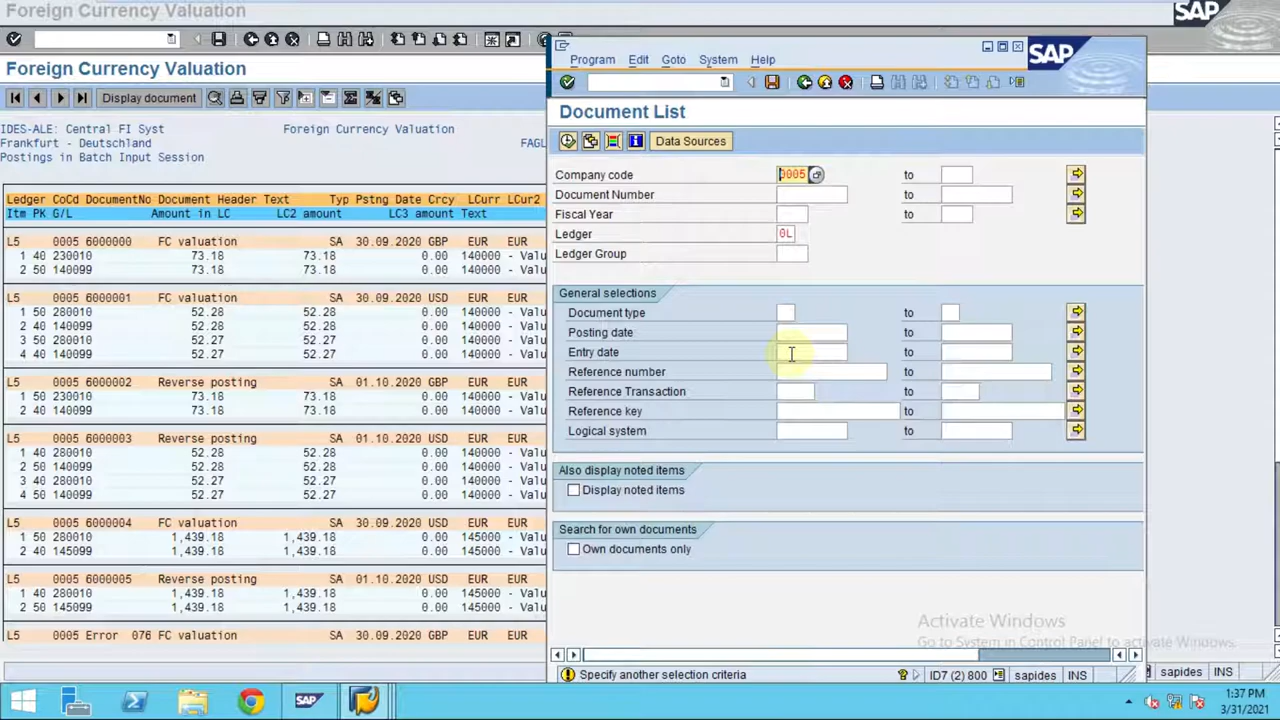 Foreign Currency Valuation
SAP
Foreign Currency Valuation
Display document
IDES-ALE: Central FI Syst Foreign Currency Valuation
Frankfurt - Deutschland FAGL
Postings in Batch Input Session
Ledger CoCd DocumentNo Document Header Text Typ Pstng Date Crcy LCurr LCur2
Itm PK G/L Amount in LC LC2 amount LC3 amount Text
L5 0005 6000000 FC valuation SA 30.09.2020 GBP EUR EUR
1 40 230010 73.18 73.18 0.00 140000 - Valu
2 50 140099 73.18 73.18 0.00 140000 - Valu
L5 0005 6000001 FC valuation SA 30.09.2020 USD EUR EUR
1 50 280010 52.28 52.28 0.00 140000 - Valu
2 40 140099 52.28 52.28 0.00 140000 - Valu
3 50 280010 52.27 52.27 0.00 140000 - Valu
4 40 140099 52.27 52.27 0.00 140000 - Valu
L5 0005 6000002 Reverse posting SA 01.10.2020 GBP EUR EUR
1 50 230010 73.18 73.18 0.00 140000 - Valu
2 40 140099 73.18 73.18 0.00 140000 - Valu
L5 0005 6000003 Reverse posting SA 01.10.2020 USD EUR EUR
1 40 280010 52.28 52.28 0.00 140000 - Valu
2 50 140099 52.28 52.28 0.00 140000 - Valu
3 40 280010 52.27 52.27 0.00 140000 - Valu
4 50 140099 52.27 52.27 0.00 140000 - Valu
L5 0005 6000004 FC valuation SA 30.09.2020 USD EUR EUR
1 50 280010 1,439.18 1,439.18 0.00 145000 - Valu
2 40 145099 1,439.18 1,439.18 0.00 145000 - Valu
L5 0005 6000005 Reverse posting SA 01.10.2020 USD EUR EUR
1 40 280010 1,439.18 1,439.18 0.00 145000 - Valu
2 50 145099 1,439.18 1,439.18 0.00 145000 - Valu
L5 0005 Error 076 FC valuation SA 30.09.2020 GBP EUR EUR
Program Edit Goto System Help
SAP
Document List
Data Sources
Company code 0005 to
Document Number to
Fiscal Year to
Ledger 0L
Ledger Group
General selections
Document type to
Posting date to
Entry date to
Reference number to
Reference Transaction to
Reference key to
Logical system to
Also display noted items
Display noted items
Search for own documents
Own documents only
Activate Windows
Go to System in Control Panel to activate Windows.
Specify another selection criteria ID7 (2) 800 sapides INS
sapides INS
SAP
1:37 PM
3/31/2021